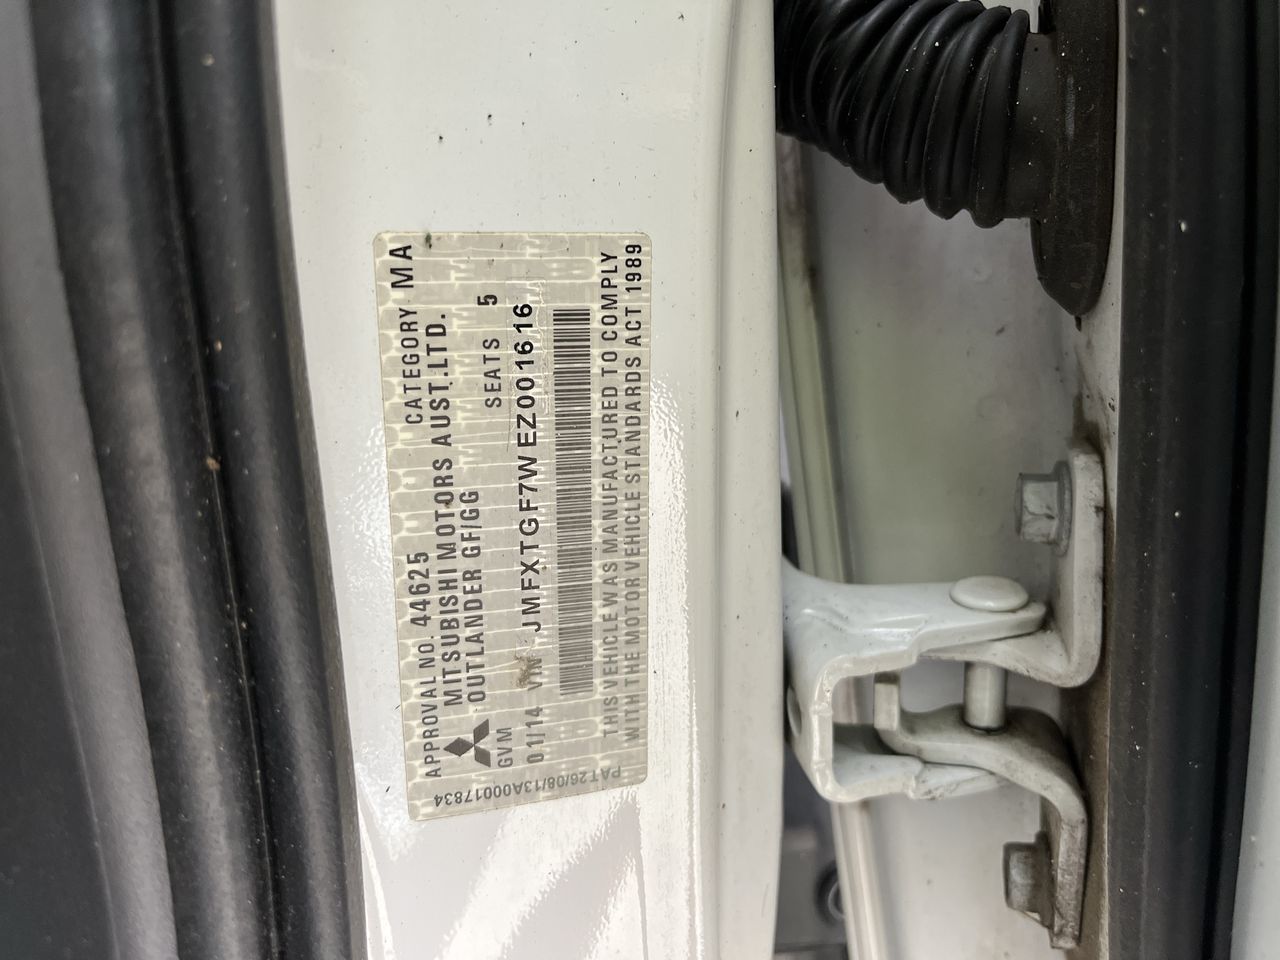 APPROVAL NO. 44625 CATEGORY MA
MITSUBISHI MOTORS AUST.LTD.
OUTLANDER GF/GG
GVM SEATS 5
01/14 VIN JMFXTGF7WEZ001616
THIS VEHICLE WAS MANUFACTURED TO COMPLY
WITH THE MOTOR VEHICLE STANDARDS ACT 1989
PAT26/08/13A00017834